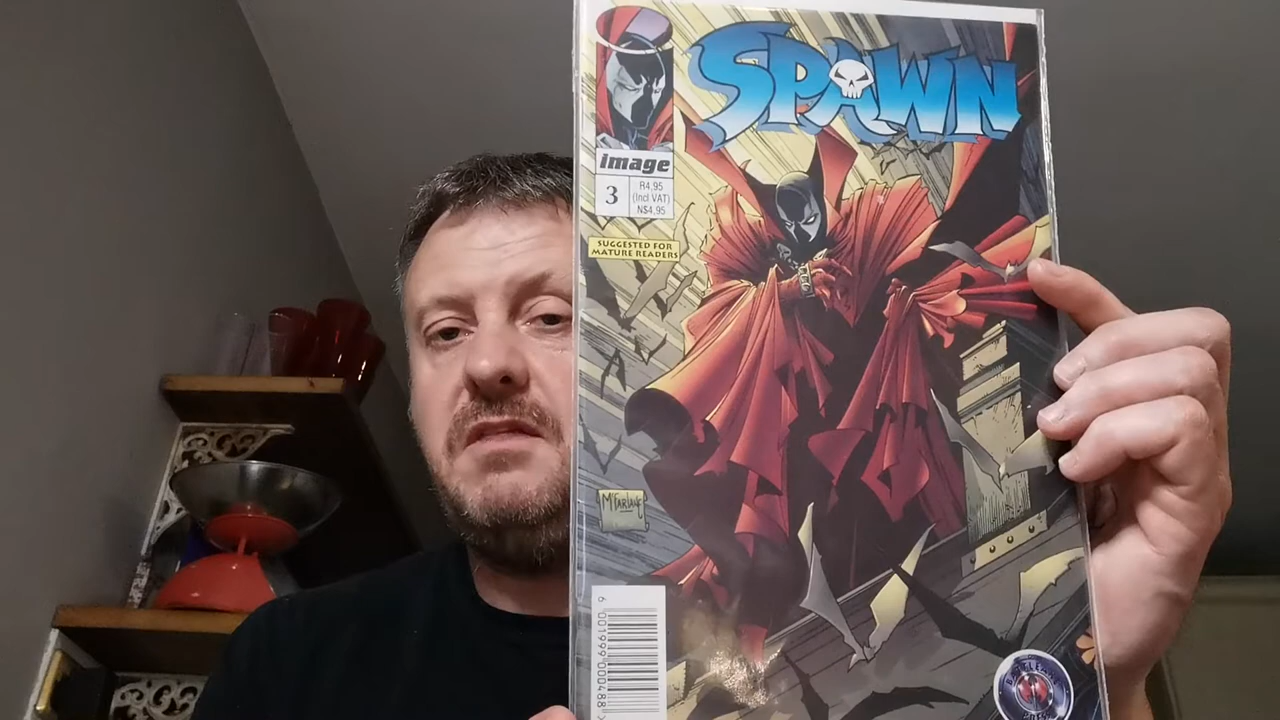 SPAWN
image
3
R4,95
(Incl VAT)
N$4,95
SUGGESTED FOR
MATURE READERS
McFARLANE
6 001999 000488